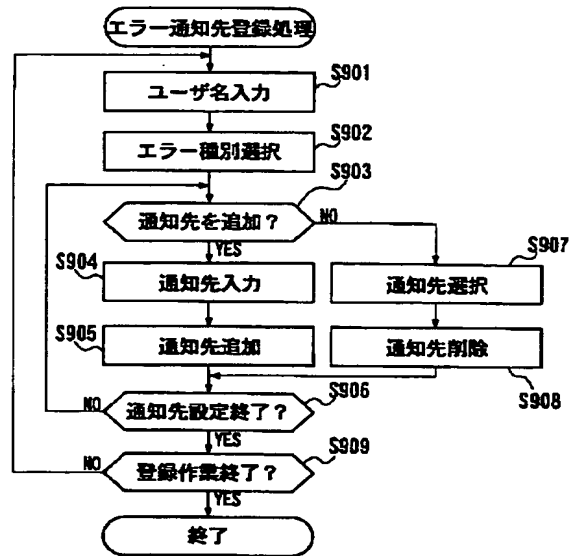 エラー通知先登録処理
S901
ユーザ名入力
S902
エラー種別選択
S903
通知先を追加?
NO
YES
S904
通知先入力
S907
通知先選択
S905
通知先追加
通知先削除
S908
S906
通知先設定終了?
NO
YES
S909
登録作業終了?
NO
YES
終了